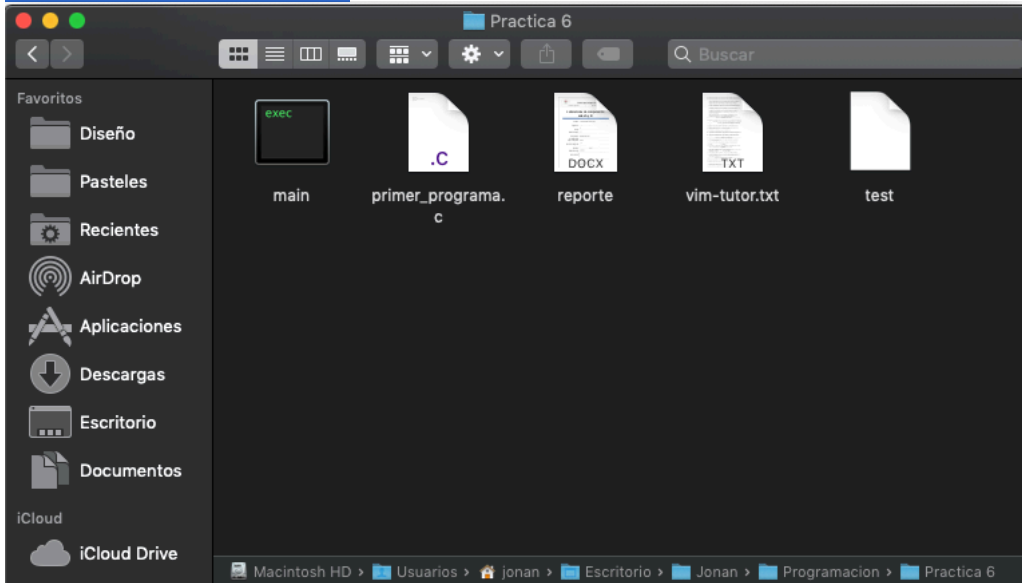 Practica 6
Buscar
Favoritos
Diseño
Pasteles
Recientes
AirDrop
Aplicaciones
Descargas
Escritorio
Documentos
iCloud
iCloud Drive
exec
main
.C
primer_programa.
c
DOCX
reporte
TXT
vim-tutor.txt
test
Macintosh HD › Usuarios › jonan › Escritorio › Jonan › Programacion › Practica 6